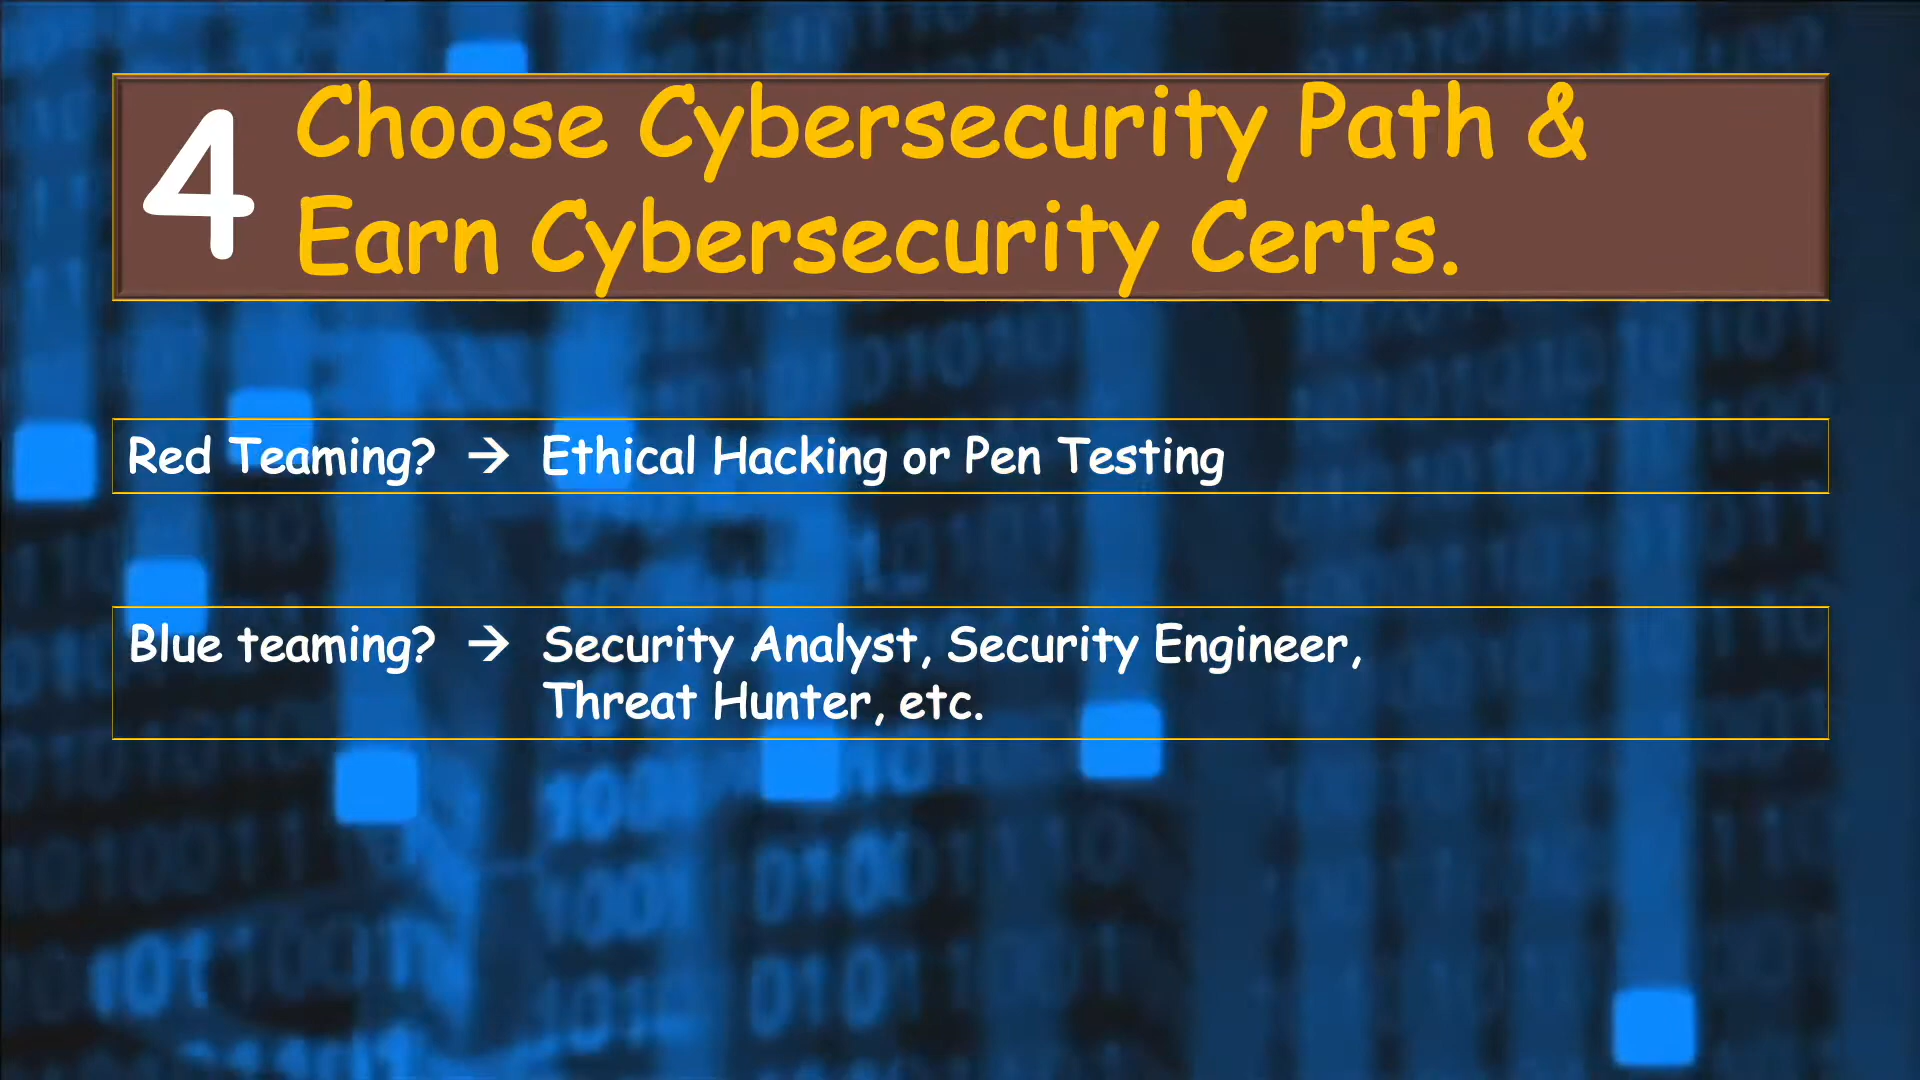 4
Choose Cybersecurity Path &
Earn Cybersecurity Certs.
Red Teaming? → Ethical Hacking or Pen Testing
Blue teaming? → Security Analyst, Security Engineer,
Threat Hunter, etc.